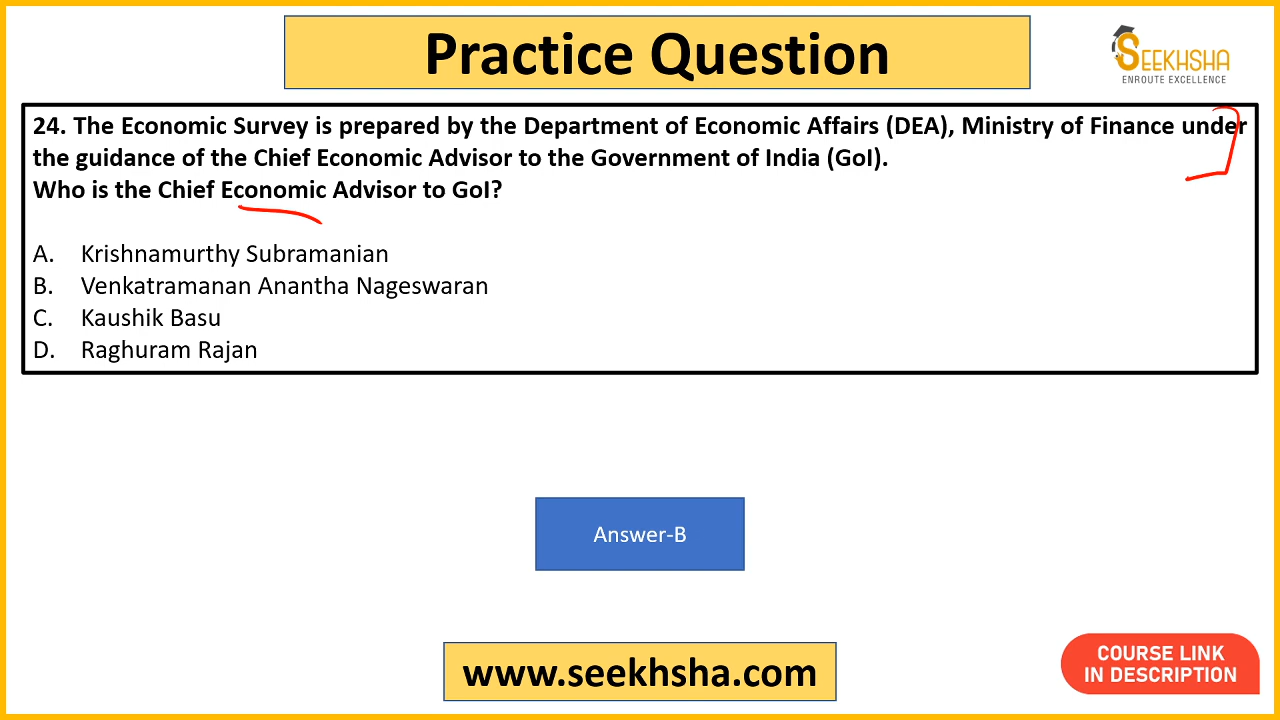 Practice Question
SEEKHSHA
ENROUTE EXCELLENCE
24. The Economic Survey is prepared by the Department of Economic Affairs (DEA), Ministry of Finance under
the guidance of the Chief Economic Advisor to the Government of India (GoI).
Who is the Chief Economic Advisor to GoI?
A. Krishnamurthy Subramanian
B. Venkatramanan Anantha Nageswaran
C. Kaushik Basu
D. Raghuram Rajan
Answer-B
www.seekhsha.com
COURSE LINK
IN DESCRIPTION